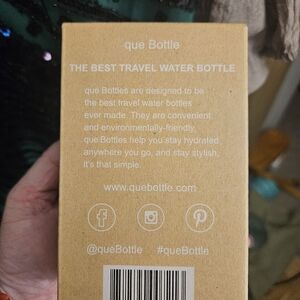 que Bottle
THE BEST TRAVEL WATER BOTTLE
que Bottles are designed to be
the best travel water bottles
ever made. They are convenient
and environmentally-friendly.
que Bottles help you stay hydrated
anywhere you go, and stay stylish.
It's that simple.
www.quebottle.com
@queBottle #queBottle